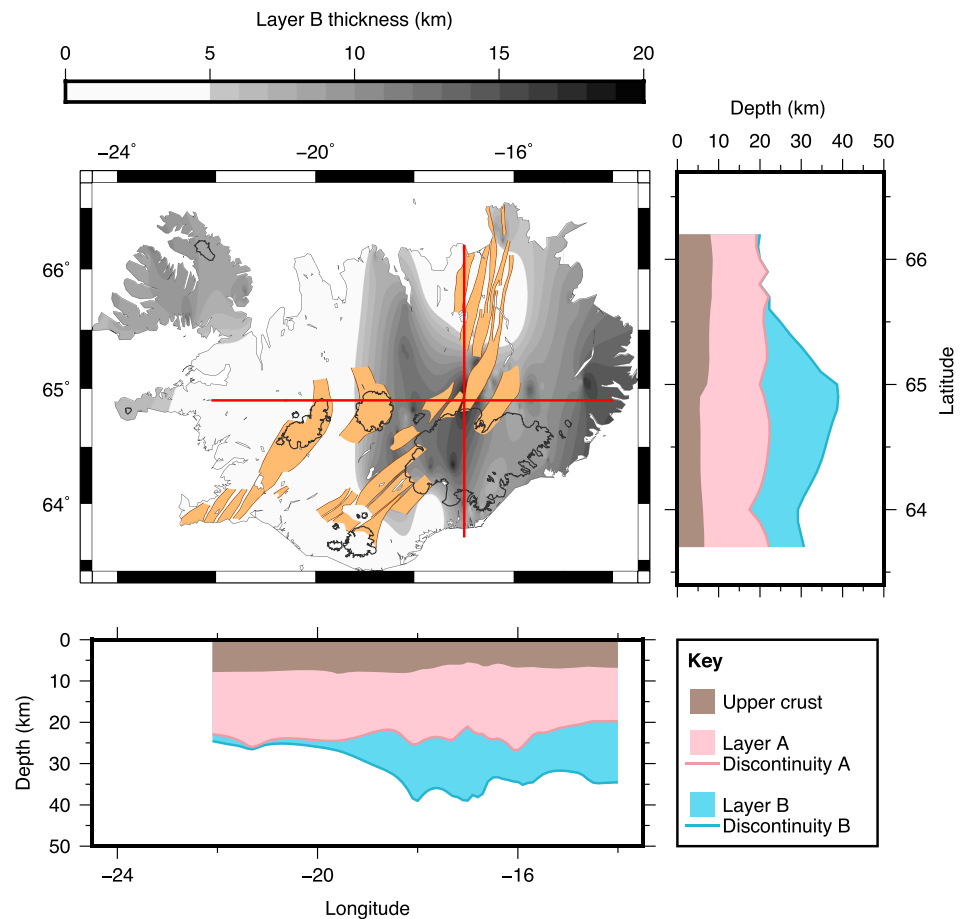 Layer B thickness (km)
0 5 10 15 20
Depth (km)
0 10 20 30 40 50
−24° −20° −16°
66°
65°
64°
66
65
64
Latitude
0
10
20
30
40
50
Depth (km)
−24 −20 −16
Longitude
Key
Upper crust
Layer A
Discontinuity A
Layer B
Discontinuity B